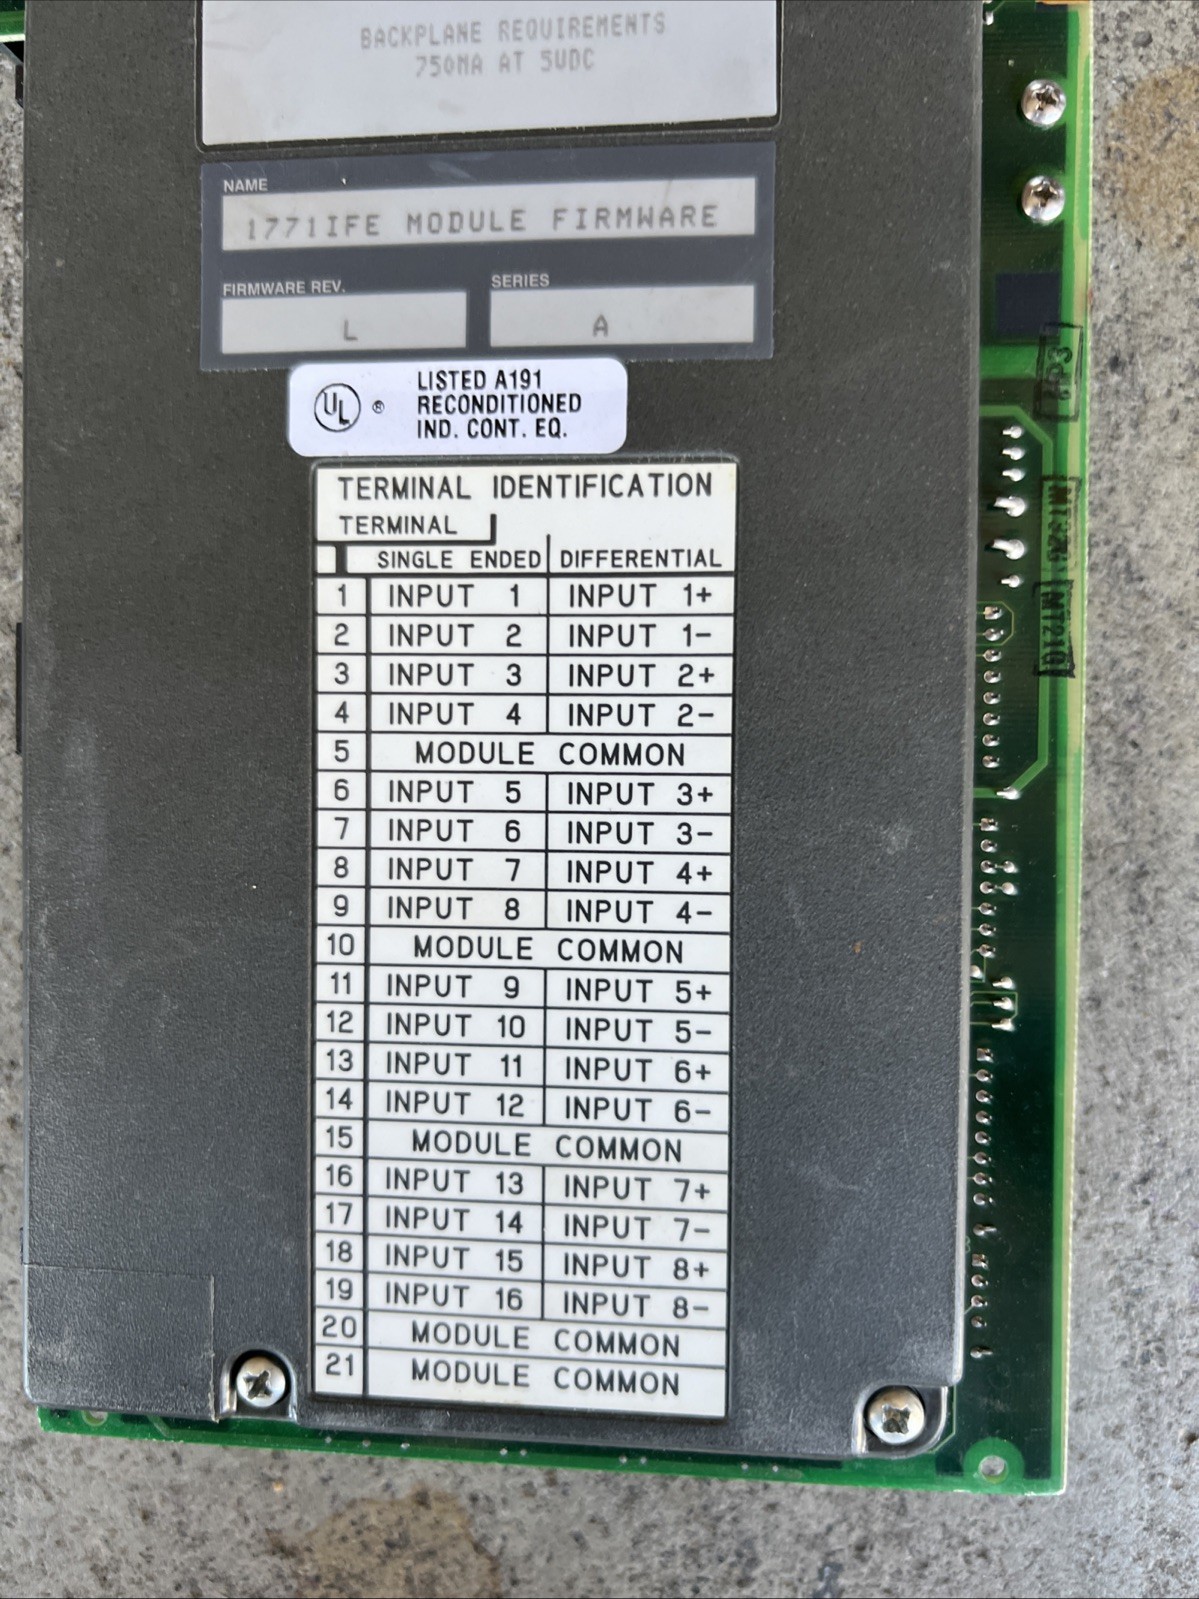 BACKPLANE REQUIREMENTS
750MA AT 5VDC
NAME
1771IFE MODULE FIRMWARE
FIRMWARE REV.
SERIES
L
A
UL ®
LISTED A191
RECONDITIONED
IND. CONT. EQ.
TERMINAL IDENTIFICATION
TERMINAL
SINGLE ENDED DIFFERENTIAL
1 INPUT 1 INPUT 1+
2 INPUT 2 INPUT 1-
3 INPUT 3 INPUT 2+
4 INPUT 4 INPUT 2-
5 MODULE COMMON
6 INPUT 5 INPUT 3+
7 INPUT 6 INPUT 3-
8 INPUT 7 INPUT 4+
9 INPUT 8 INPUT 4-
10 MODULE COMMON
11 INPUT 9 INPUT 5+
12 INPUT 10 INPUT 5-
13 INPUT 11 INPUT 6+
14 INPUT 12 INPUT 6-
15 MODULE COMMON
16 INPUT 13 INPUT 7+
17 INPUT 14 INPUT 7-
18 INPUT 15 INPUT 8+
19 INPUT 16 INPUT 8-
20 MODULE COMMON
21 MODULE COMMON